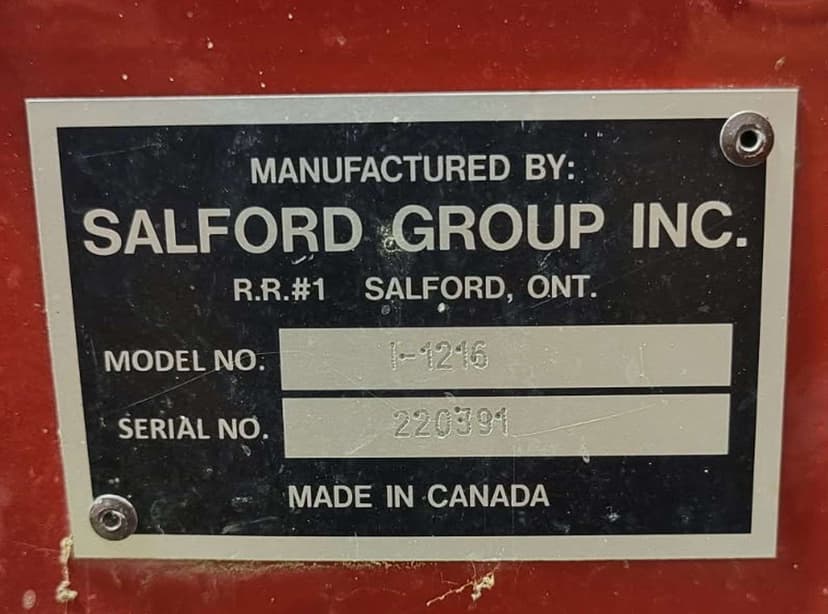 MANUFACTURED BY:
SALFORD GROUP INC.
R.R.#1 SALFORD, ONT.
MODEL NO. I-1216
SERIAL NO. 220391
MADE IN CANADA